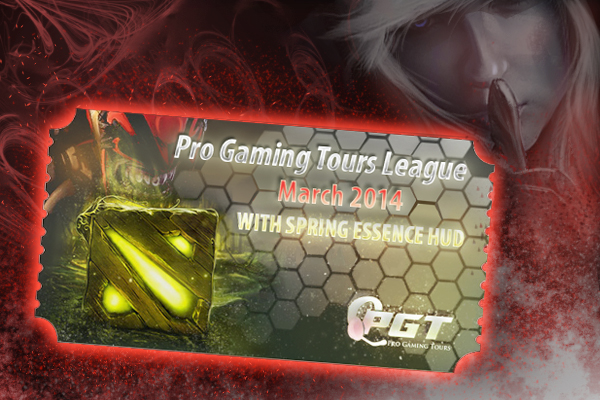 Pro Gaming Tours League
March 2014
WITH SPRING ESSENCE HUD
PGT
PRO GAMING TOURS